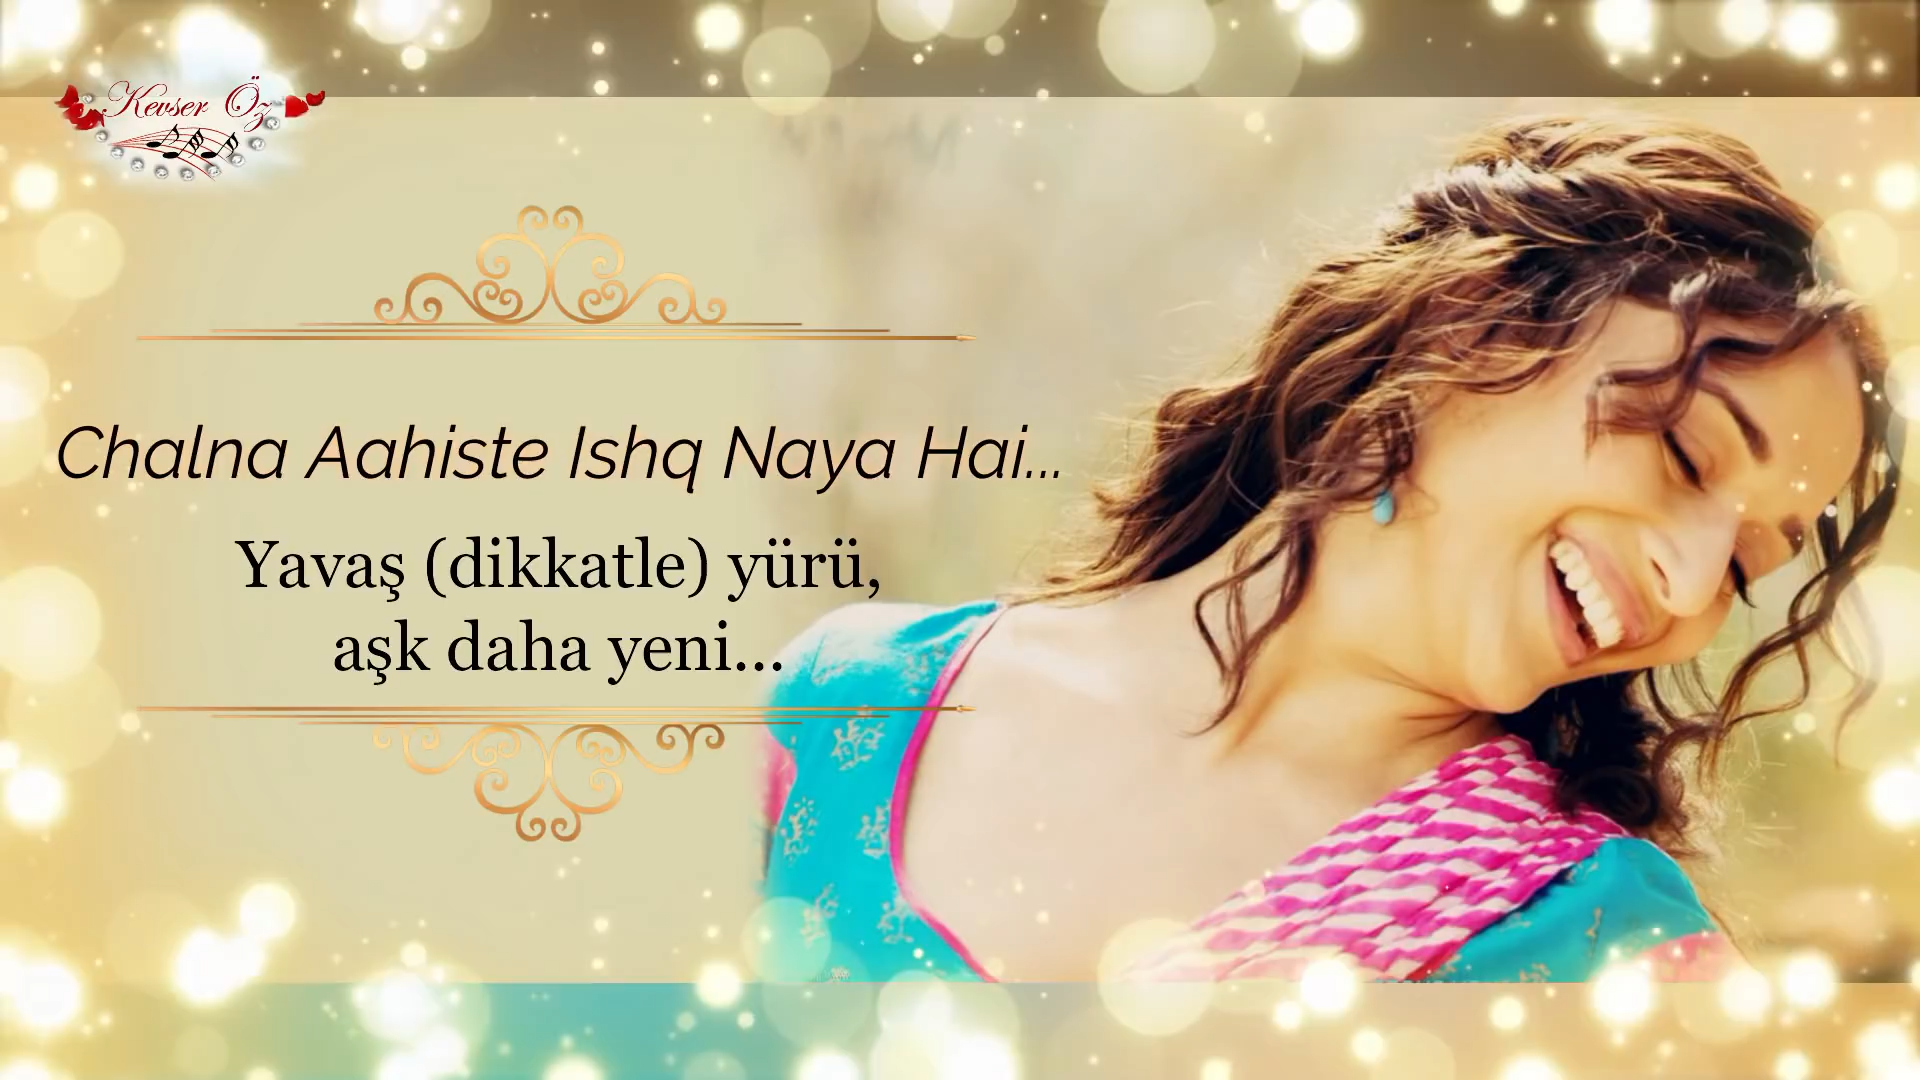 Kevser Öz
Chalna Aahiste Ishq Naya Hai...
Yavaş (dikkatle) yürü,
aşk daha yeni...